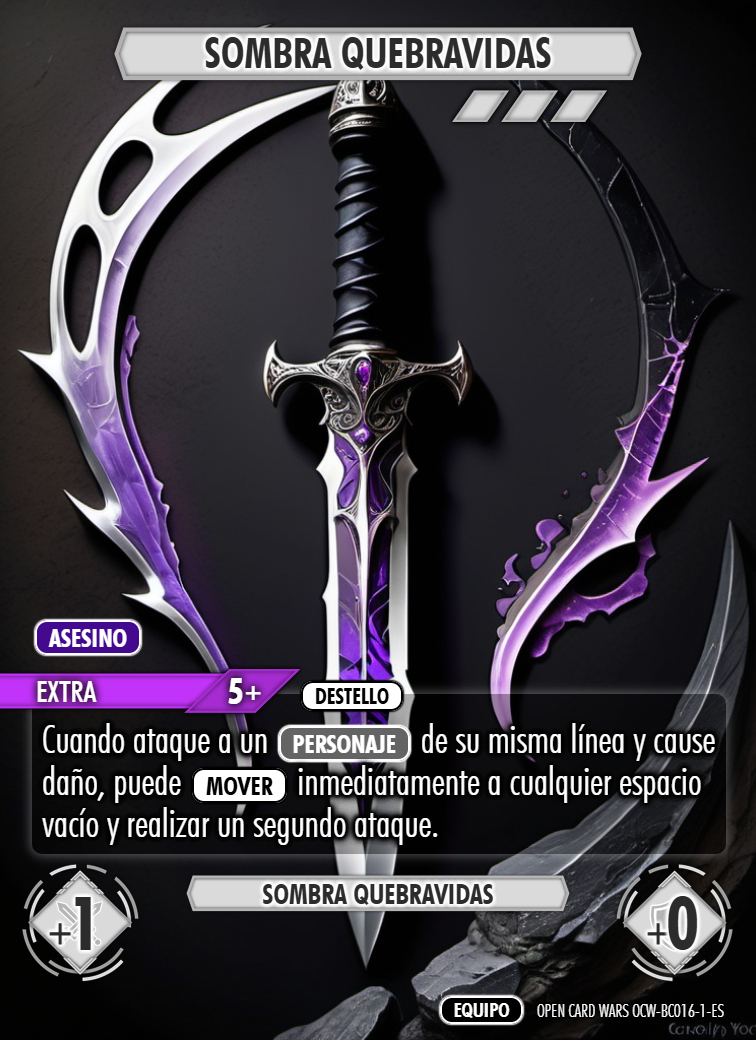 SOMBRA QUEBRAVIDAS
ASESINO
EXTRA 5+ DESTELLO
Cuando ataque a un PERSONAJE de su misma línea y cause
daño, puede MOVER inmediatamente a cualquier espacio
vacío y realizar un segundo ataque.
+1 SOMBRA QUEBRAVIDAS +0
EQUIPO OPEN CARD WARS OCW-BC016-1-ES